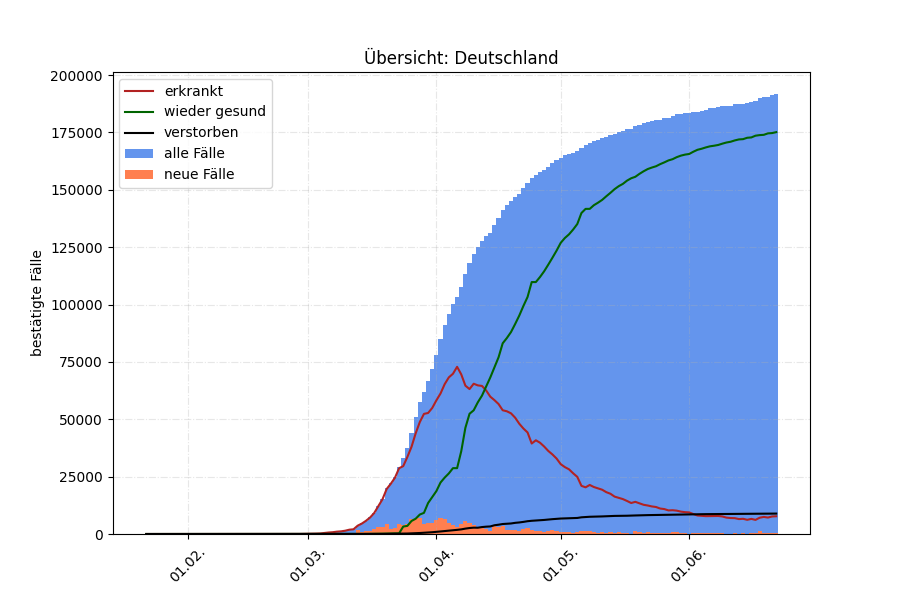 Übersicht: Deutschland
200000
175000
150000
125000
100000
75000
50000
25000
0
bestätigte Fälle
erkrankt
wieder gesund
verstorben
alle Fälle
neue Fälle
01.02.
01.03.
01.04.
01.05.
01.06.